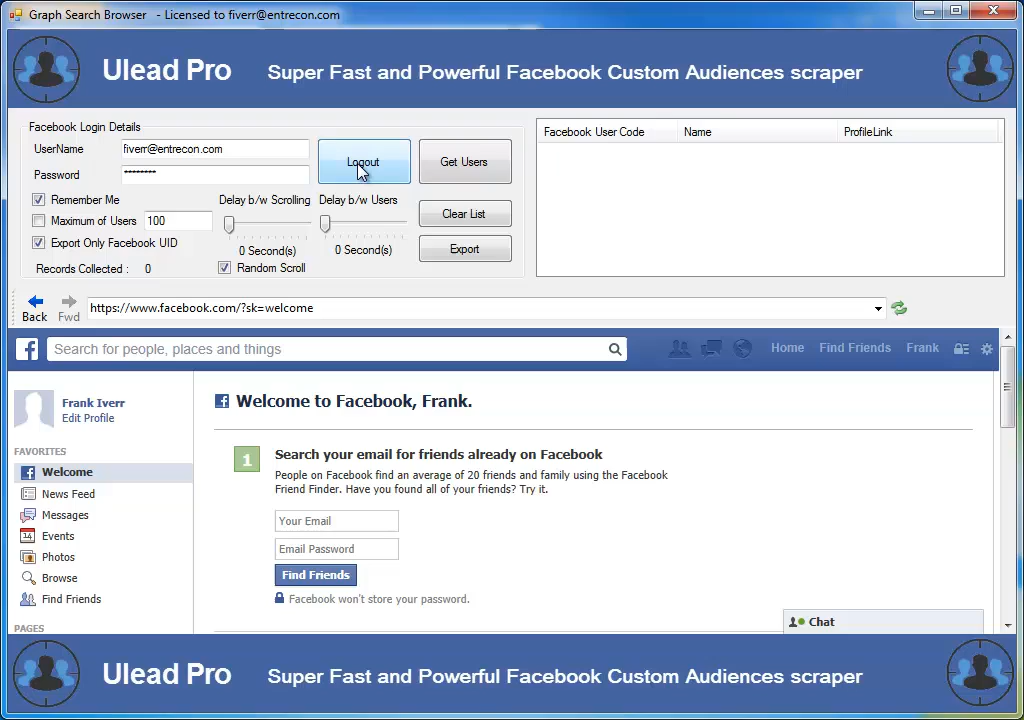 Graph Search Browser - Licensed to fiverr@entrecon.com
Ulead Pro Super Fast and Powerful Facebook Custom Audiences scraper
Facebook Login Details
UserName fiverr@entrecon.com
Password ********
Logout
Get Users
Remember Me
Maximum of Users 100
Export Only Facebook UID
Records Collected : 0
Delay b/w Scrolling Delay b/w Users
0 Second(s) 0 Second(s)
Random Scroll
Clear List
Export
Facebook User Code Name ProfileLink
Back Fwd https://www.facebook.com/?sk=welcome
Search for people, places and things
Home Find Friends Frank
Frank Iverr
Edit Profile
FAVORITES
Welcome
News Feed
Messages
14
Events
Photos
Browse
Find Friends
PAGES
Welcome to Facebook, Frank.
1
Search your email for friends already on Facebook
People on Facebook find an average of 20 friends and family using the Facebook
Friend Finder. Have you found all of your friends? Try it.
Your Email
Email Password
Find Friends
Facebook won't store your password.
Chat
Ulead Pro Super Fast and Powerful Facebook Custom Audiences scraper